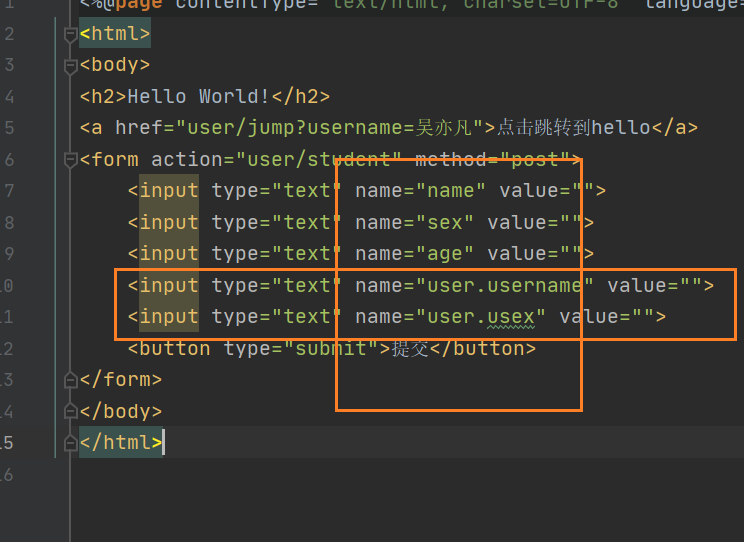 1 <%@page contentType="text/html; charset=UTF-8" language=
2 <html>
3 <body>
4 <h2>Hello World!</h2>
5 <a href="user/jump?username=吴亦凡">点击跳转到hello</a>
6 <form action="user/student" method="post">
7 <input type="text" name="name" value="">
8 <input type="text" name="sex" value="">
9 <input type="text" name="age" value="">
10 <input type="text" name="user.username" value="">
11 <input type="text" name="user.usex" value="">
12 <button type="submit">提交</button>
13 </form>
14 </body>
15 </html>
16